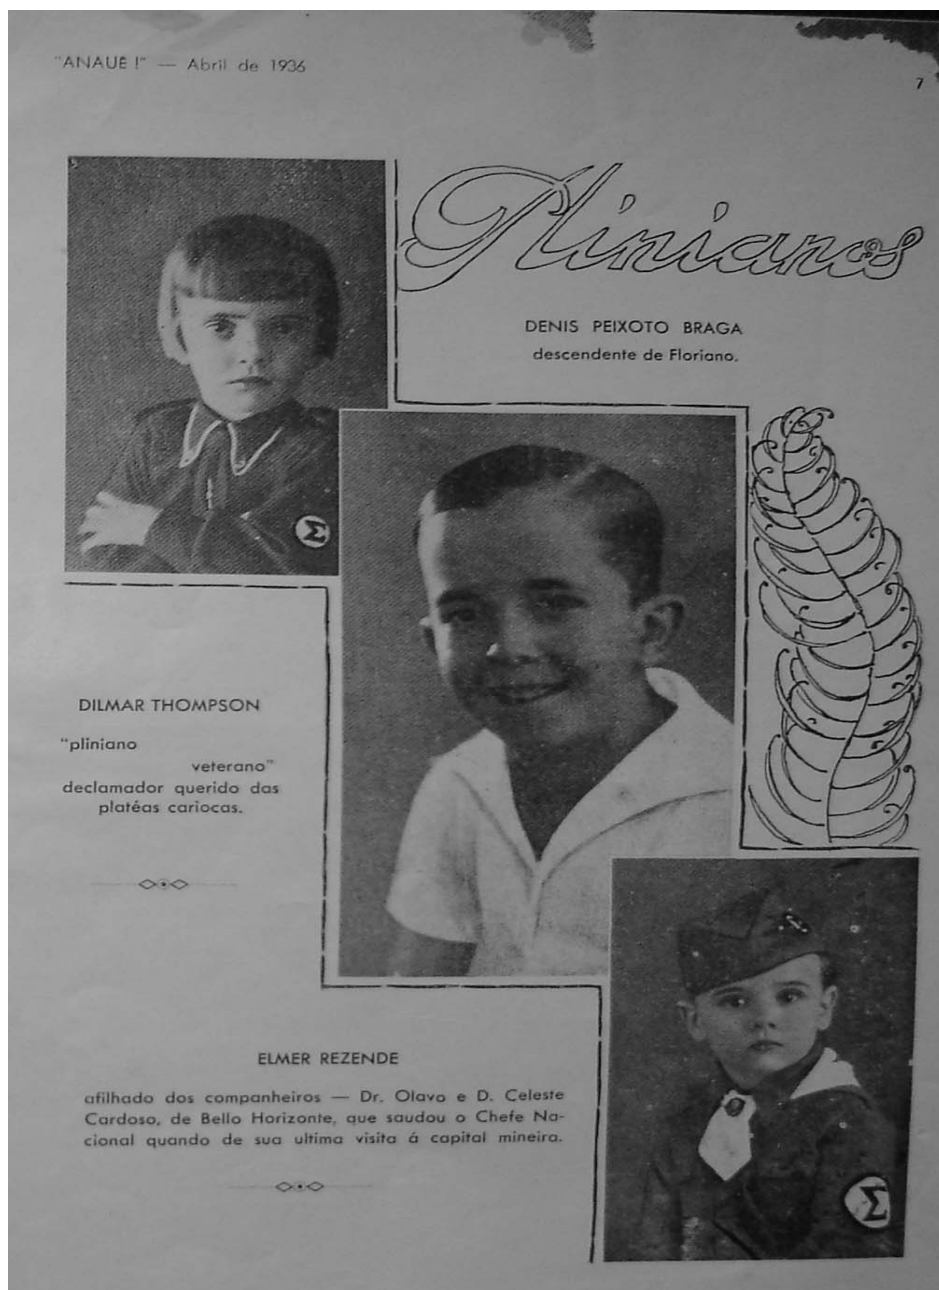 "ANAUÊ !" — Abril de 1936
7
Plinianos
DENIS PEIXOTO BRAGA
descendente de Floriano.
DILMAR THOMPSON
"pliniano
veterano"
declamador querido das
platéas cariocas.
ELMER REZENDE
afilhado dos companheiros — Dr. Olavo e D. Celeste
Cardoso, de Bello Horizonte, que saudou o Chefe Na-
cional quando de sua ultima visita á capital mineira.
Σ
Σ